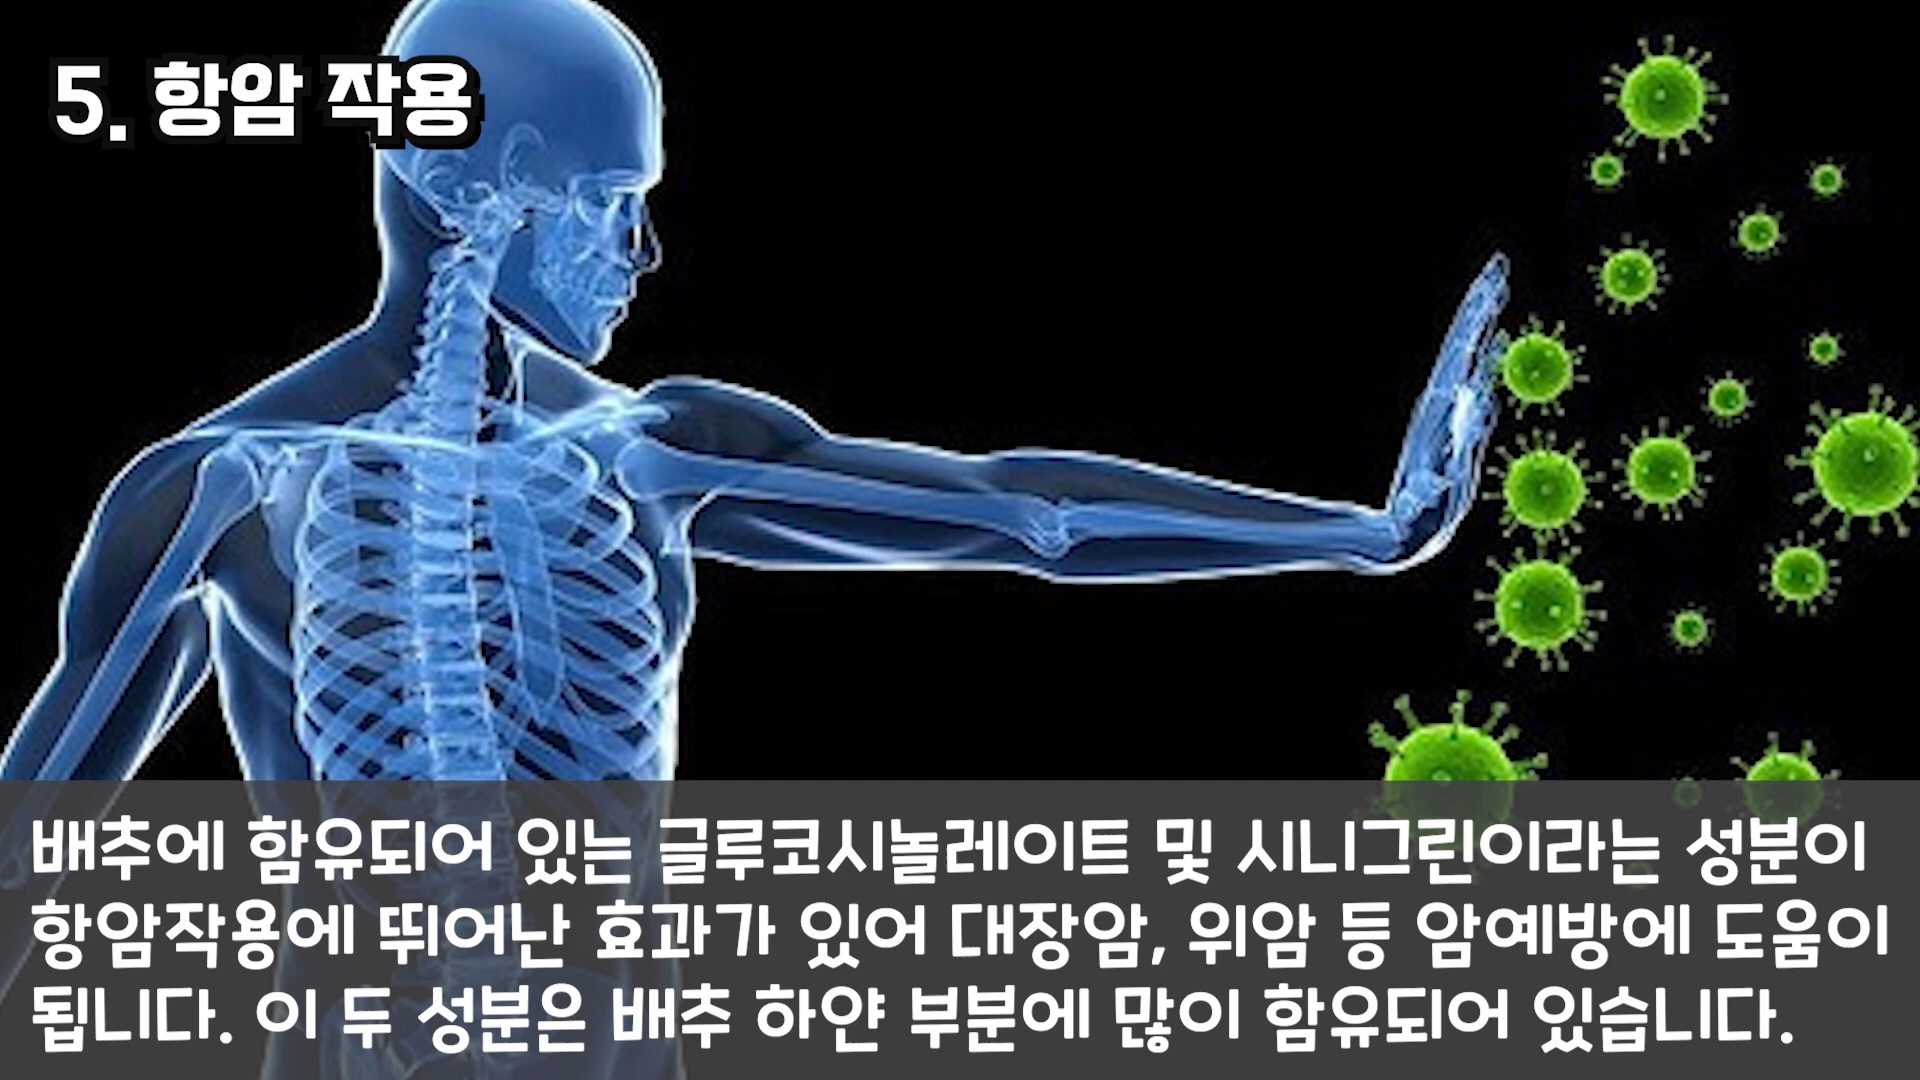 5. 항암 작용
배추에 함유되어 있는 글루코시놀레이트 및 시니그린이라는 성분이
항암작용에 뛰어난 효과가 있어 대장암, 위암 등 암예방에 도움이
됩니다. 이 두 성분은 배추 하얀 부분에 많이 함유되어 있습니다.